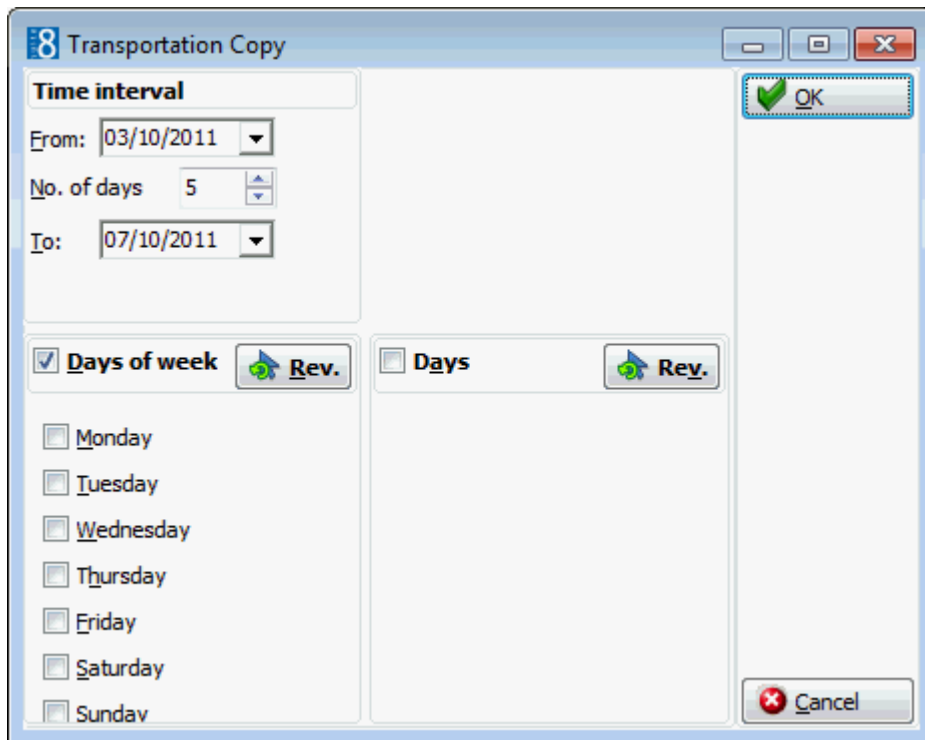 8 Transportation Copy
Time interval
From: 03/10/2011
No. of days 5
To: 07/10/2011
OK
Days of week Rev.
Days Rev.
Monday
Tuesday
Wednesday
Thursday
Friday
Saturday
Sunday
Cancel